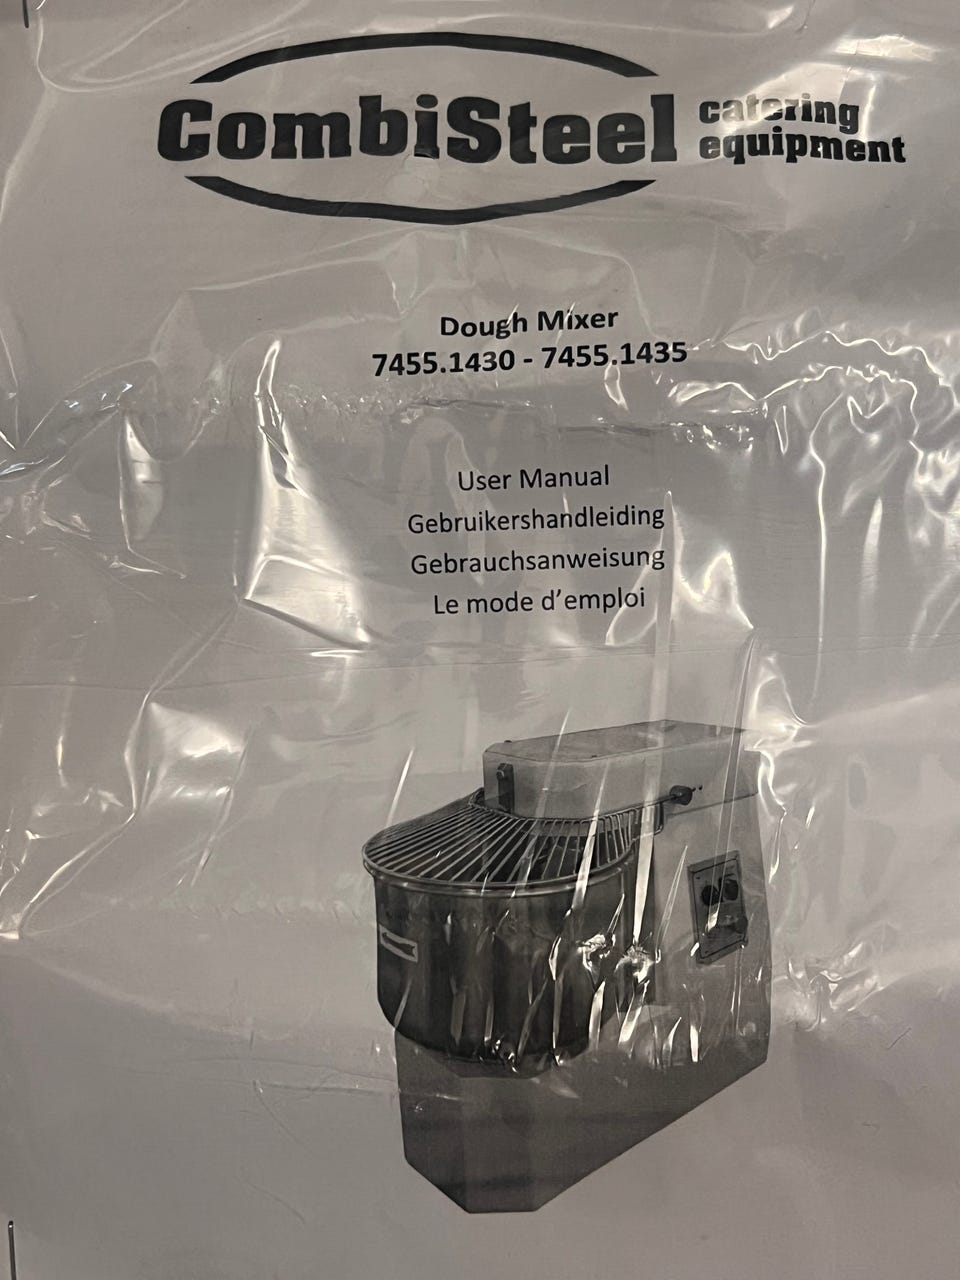 CombiSteel catering
equipment
Dough Mixer
7455.1430 - 7455.1435
User Manual
Gebruikershandleiding
Gebrauchsanweisung
Le mode d'emploi